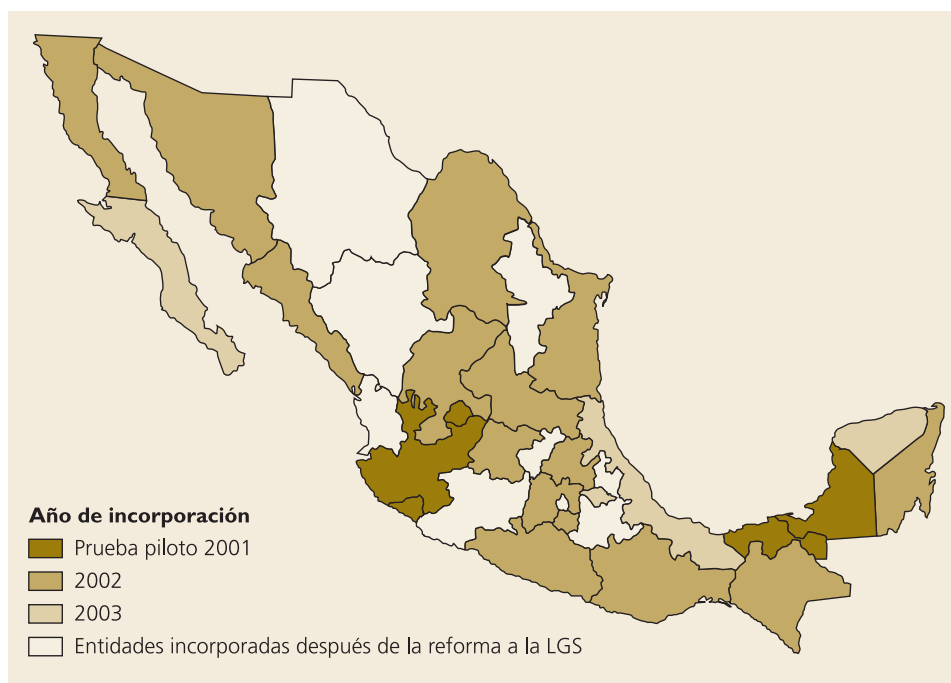 Año de incorporación
Prueba piloto 2001
2002
2003
Entidades incorporadas después de la reforma a la LGS